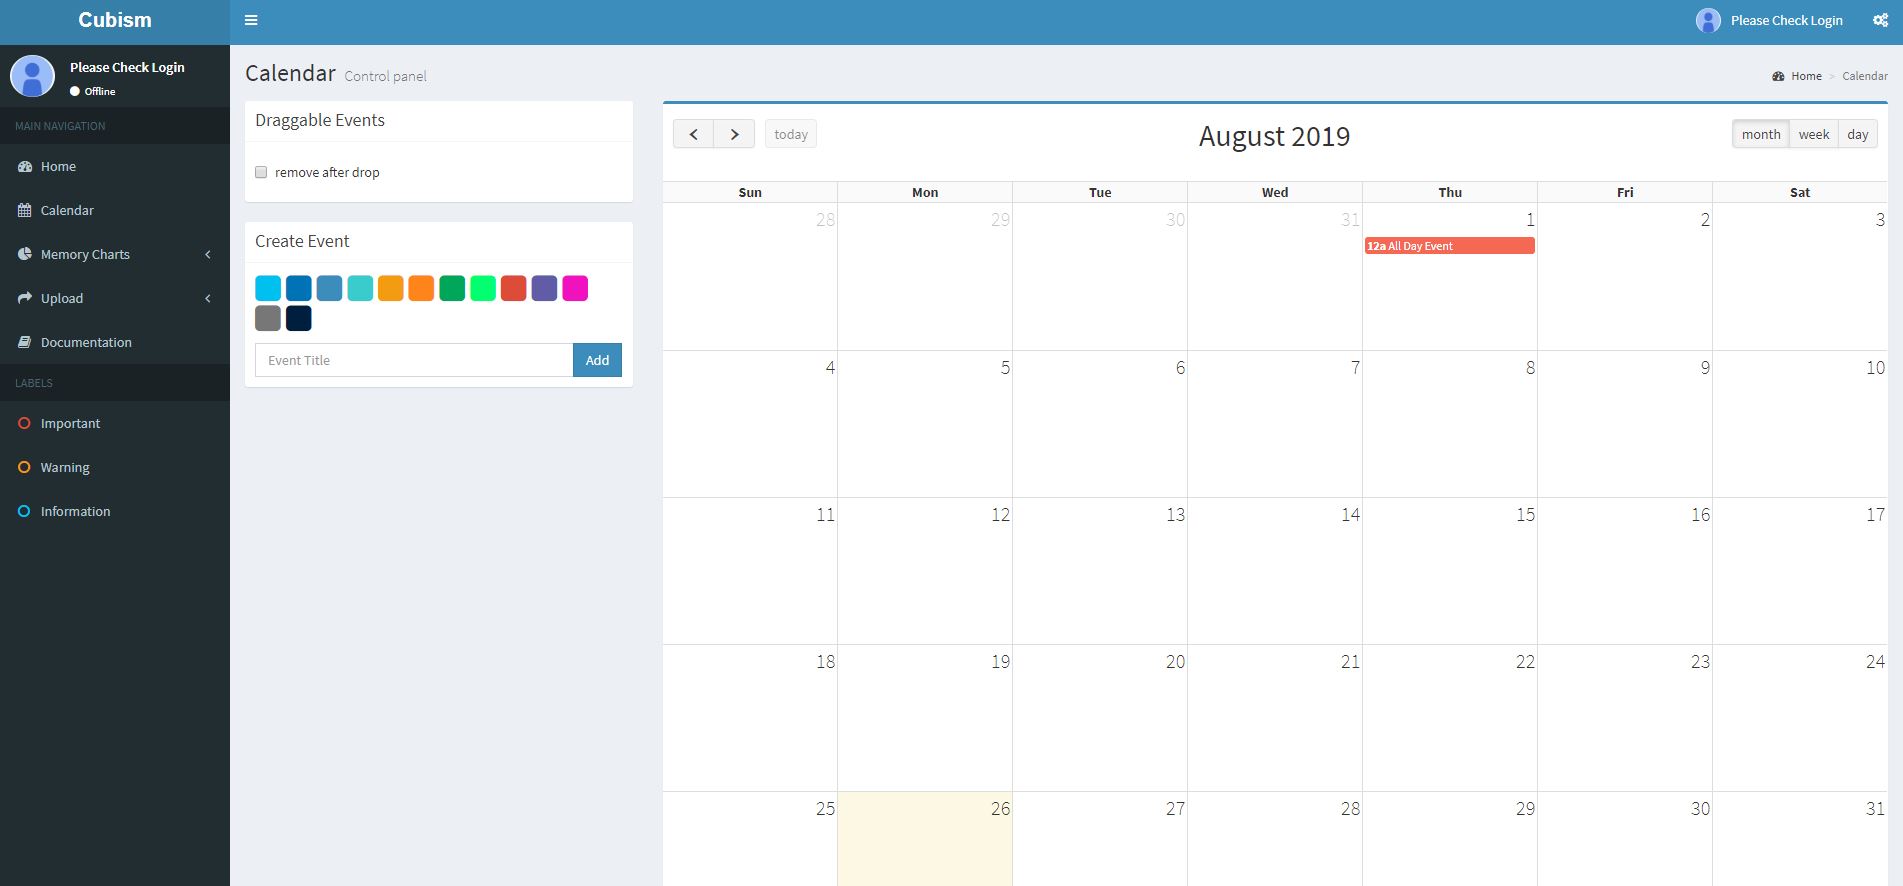 Cubism
Please Check Login
Please Check Login
Offline
MAIN NAVIGATION
Home
Calendar
Memory Charts
Upload
Documentation
LABELS
Important
Warning
Information
Calendar Control panel
Home > Calendar
Draggable Events
remove after drop
Create Event
Event Title Add
today
August 2019
month week day
Sun Mon Tue Wed Thu Fri Sat
28 29 30 31 1 2 3
12a All Day Event
4 5 6 7 8 9 10
11 12 13 14 15 16 17
18 19 20 21 22 23 24
25 26 27 28 29 30 31